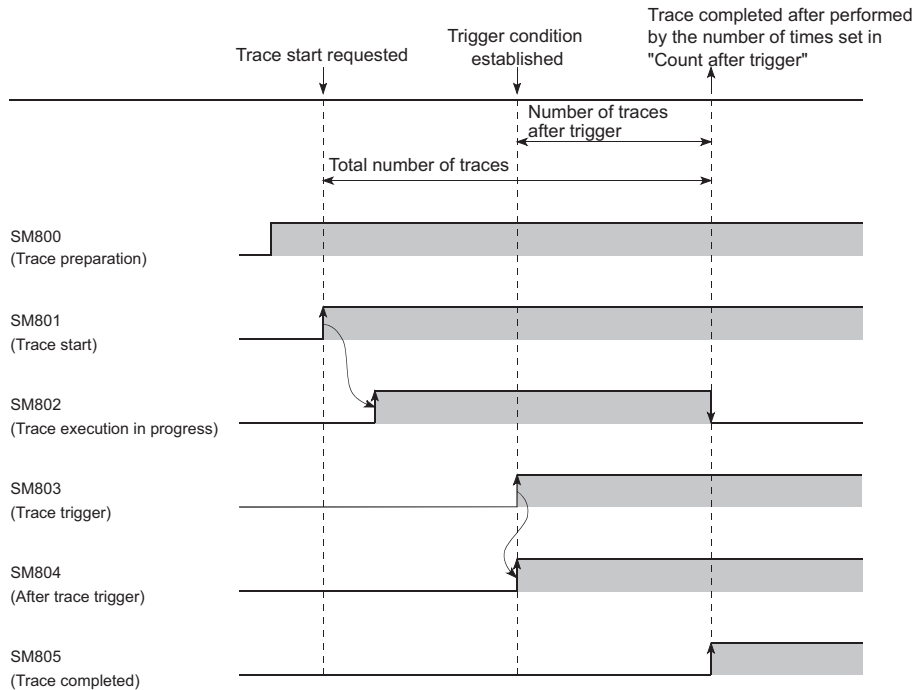 Trace start requested
Trigger condition
established
Trace completed after performed
by the number of times set in
"Count after trigger"
Number of traces
after trigger
Total number of traces
SM800
(Trace preparation)
SM801
(Trace start)
SM802
(Trace execution in progress)
SM803
(Trace trigger)
SM804
(After trace trigger)
SM805
(Trace completed)